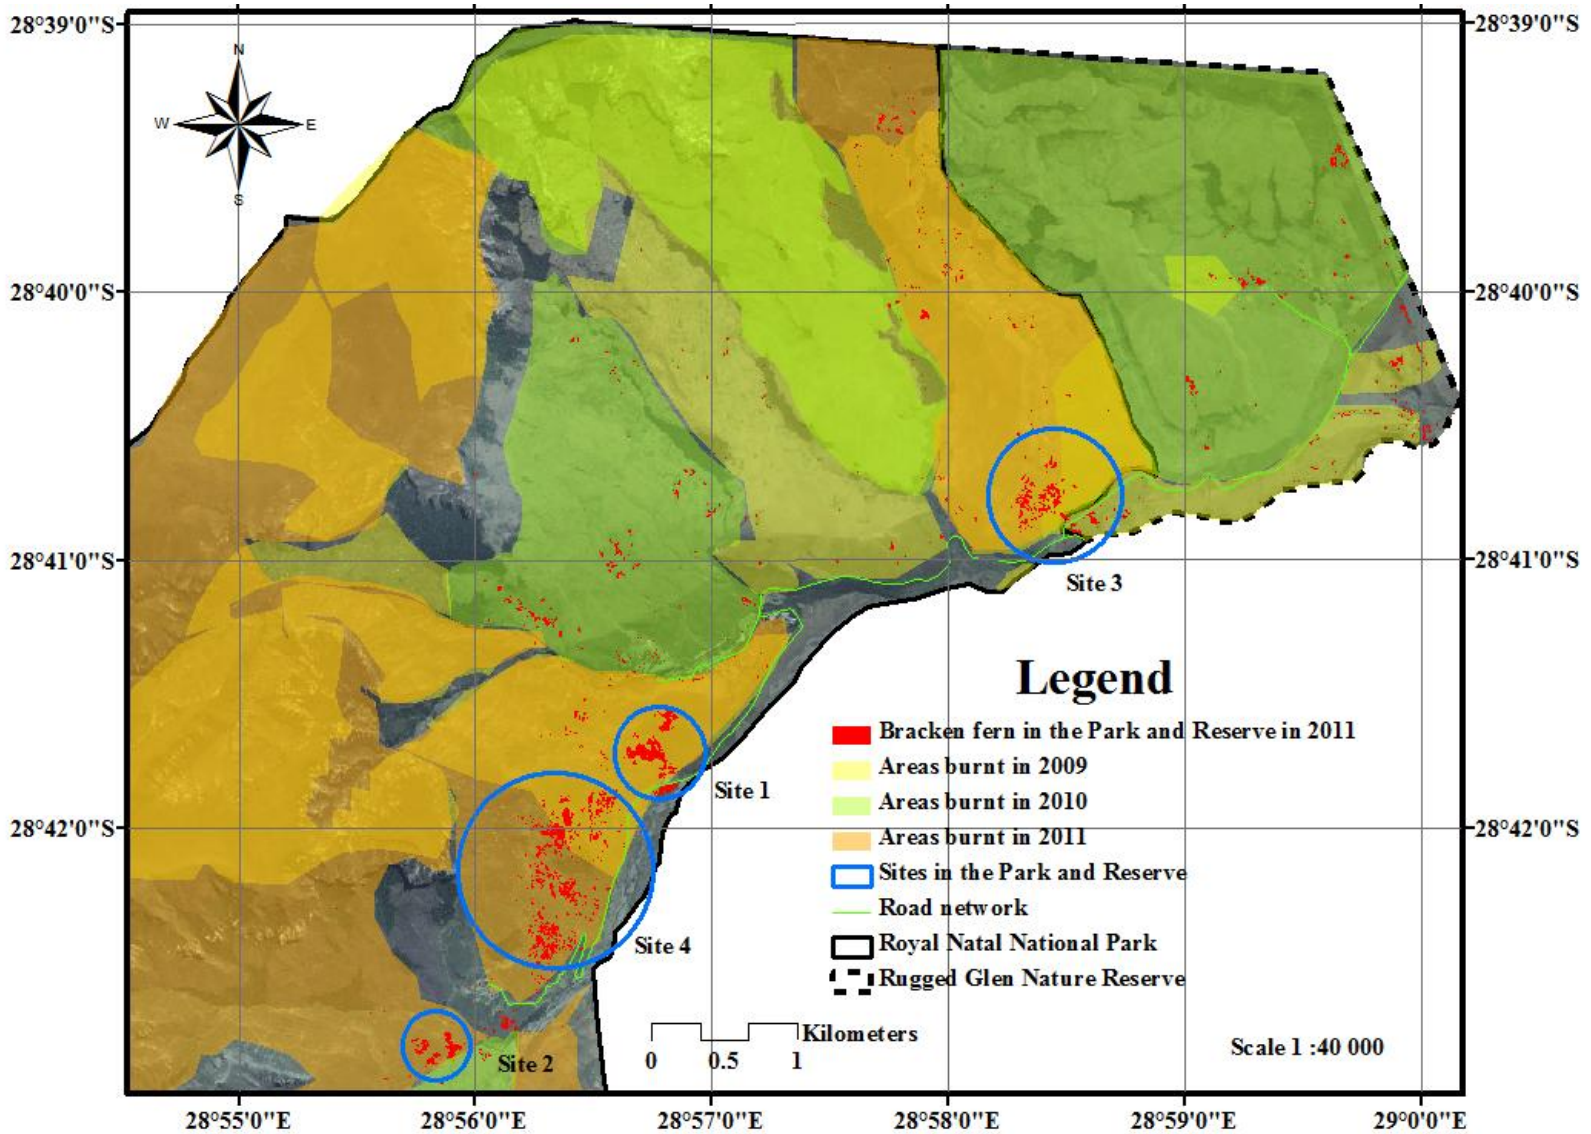 28°39'0"S
28°39'0"S
N
W
E
S
28°40'0"S
28°40'0"S
28°41'0"S
28°41'0"S
Site 3
Legend
Bracken fern in the Park and Reserve in 2011
Areas burnt in 2009
Areas burnt in 2010
Areas burnt in 2011
Sites in the Park and Reserve
Road network
Royal Natal National Park
Rugged Glen Nature Reserve
Site 1
28°42'0"S
28°42'0"S
Site 4
Site 2
Kilometers
0 0.5 1
Scale 1 :40 000
28°55'0"E
28°56'0"E
28°57'0"E
28°58'0"E
28°59'0"E
29°0'0"E